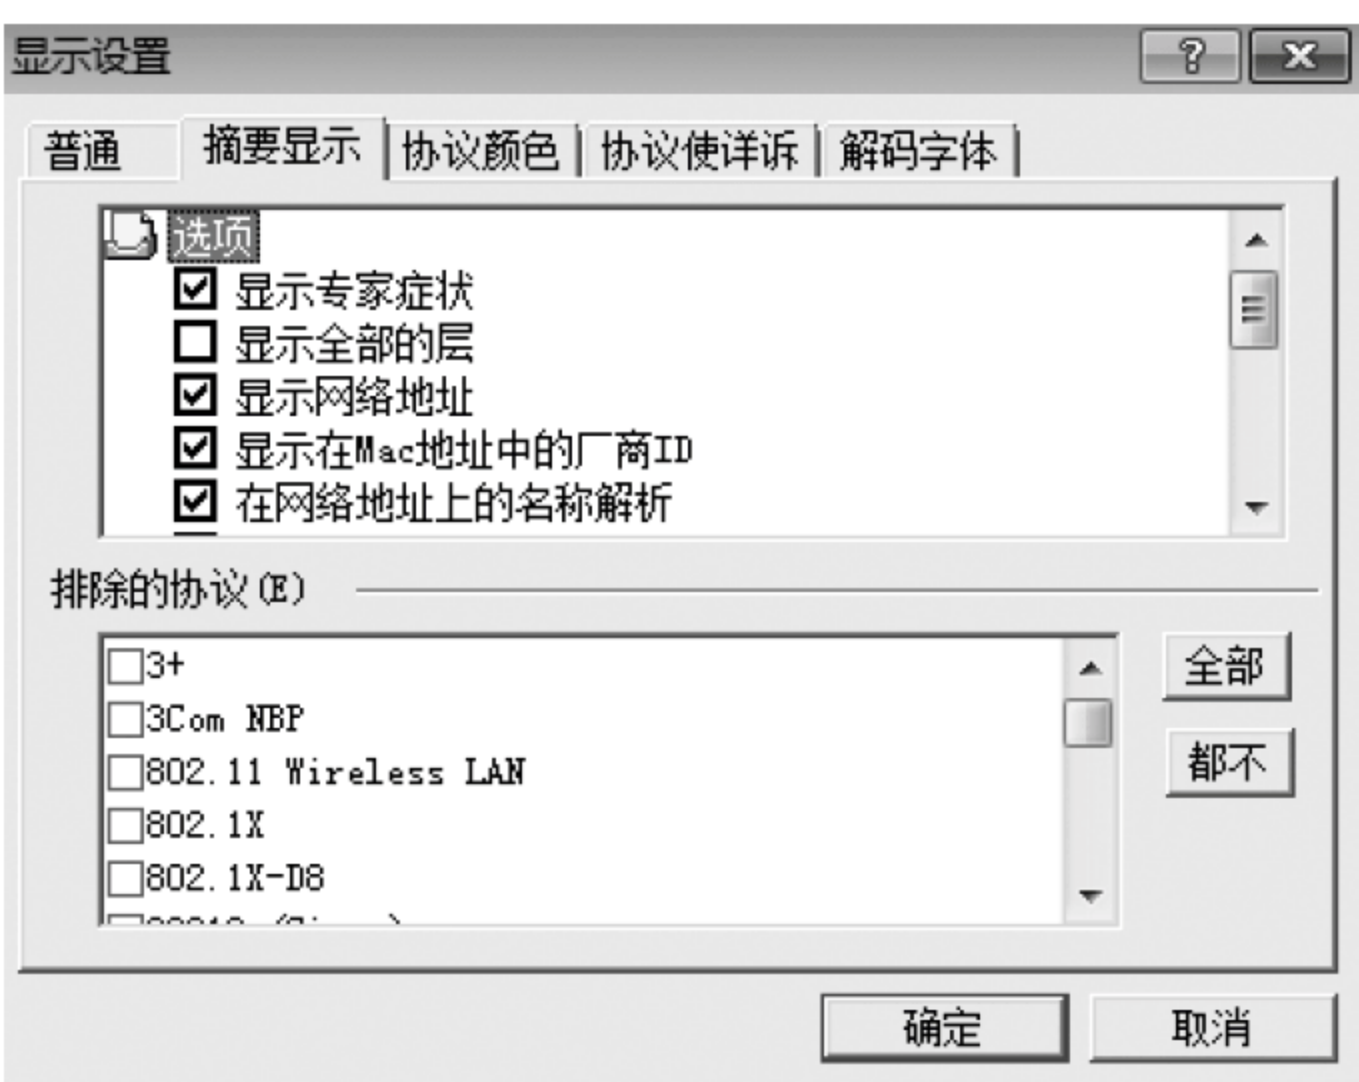 显示设置
普通 摘要显示 协议颜色 协议使详诉 解码字体
选项
显示专家症状
显示全部的层
显示网络地址
显示在Mac地址中的厂商ID
在网络地址上的名称解析
排除的协议(E)
3+
全部
3Com NBP
802.11 Wireless LAN
都不
802.1X
802.1X-D8
确定 取消